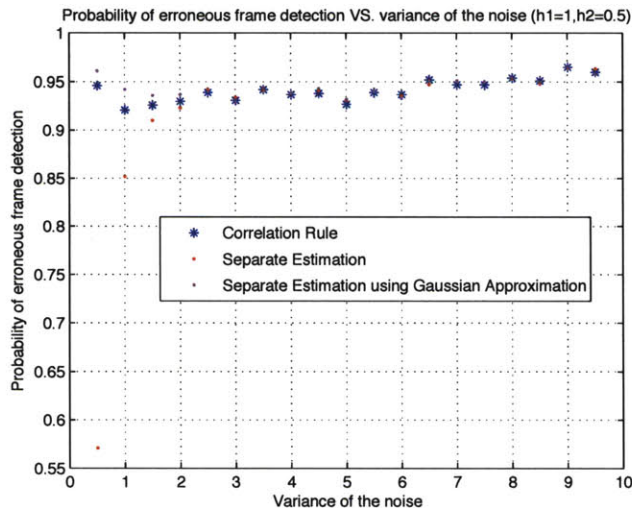 Probability of erroneous frame detection VS. variance of the noise (h1=1,h2=0.5)
1
0.95
0.9
0.85
0.8
0.75
0.7
0.65
0.6
0.55
Probability of erroneous frame detection
Correlation Rule
Separate Estimation
Separate Estimation using Gaussian Approximation
0 1 2 3 4 5 6 7 8 9 10
Variance of the noise